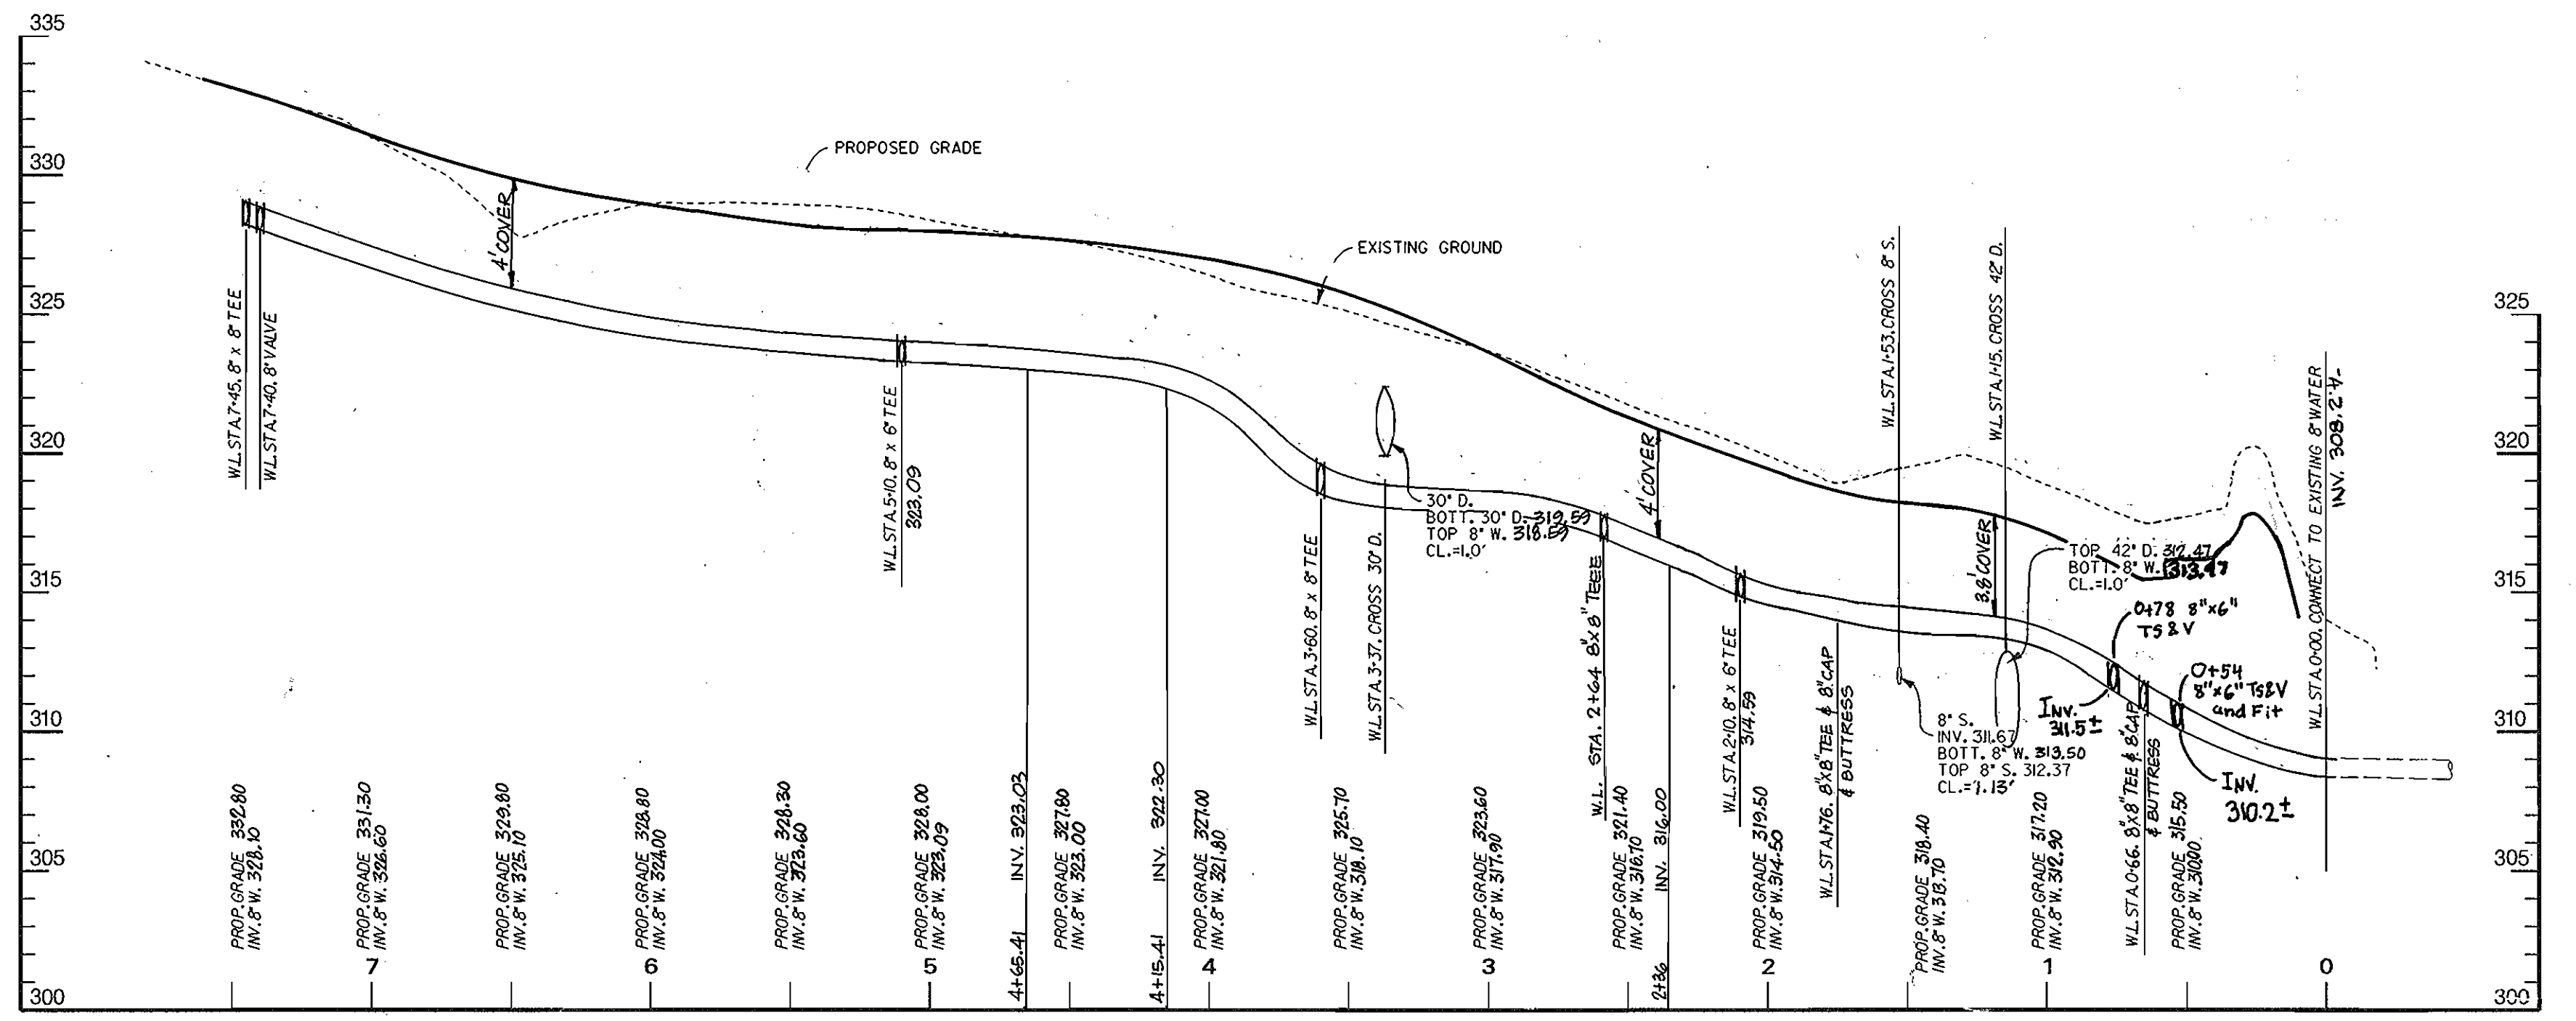 335
330
325
320
315
310
305
300
PROPOSED GRADE
EXISTING GROUND
4' COVER
W.L.STA.7+45. 8" x 8" TEE
W.L.STA.7+40. 8" VALVE
W.L.STA.5+10. 8" x 6" TEE
323.09
W.L.STA.3+60. 8" x 8" TEE
W.L.STA.3+37. CROSS 30" D.
30" D.
BOTT. 30" D. 319.59
TOP 8" W. 318.59
CL.=1.0'
W.L. STA. 2+64 8"x8" TEEE
4' COVER
W.L.STA.2+10. 8" x 6" TEE
314.59
W.L.STA.1+76. 8"x8" TEE & 8" CAP
& BUTTRESS
W.L.STA.1+53. CROSS 8" S.
W.L.STA.1+15. CROSS 42" D.
3.8' COVER
8" S.
INV. 311.67
BOTT. 8" W. 313.50
TOP 8" S. 312.37
CL.=1.13'
TOP 42" D. 312.47
BOTT. 8" W. 313.47
CL.=1.0'
0+78 8"x6"
TS&V
INV.
311.5±
W.L.STA.0+66. 8"x8" TEE & 8" CAP
& BUTTRESS
0+54
8"x6" TS&V
and Fit
INV.
310.2±
W.L.STA.0+00. CONNECT TO EXISTING 8" WATER
INV. 308.2+/-
325
320
315
310
305
300
PROP.GRADE 332.80
INV. 8" W. 328.10
PROP.GRADE 331.30
INV. 8" W. 326.60
PROP.GRADE 329.80
INV. 8" W. 325.10
PROP.GRADE 328.80
INV. 8" W. 324.00
PROP.GRADE 328.30
INV. 8" W. 323.60
PROP.GRADE 328.00
INV. 8" W. 323.09
4+65.41 INV. 323.03
PROP.GRADE 327.80
INV. 8" W. 323.00
4+15.41 INV. 322.30
PROP.GRADE 327.00
INV. 8" W. 321.80
PROP.GRADE 325.70
INV. 8" W. 318.10
PROP.GRADE 323.60
INV. 8" W. 317.90
PROP.GRADE 321.40
INV. 8" W. 316.70
2+36 INV. 316.00
PROP.GRADE 319.50
INV. 8" W. 314.50
PROP.GRADE 318.40
INV. 8" W. 313.70
PROP.GRADE 317.20
INV. 8" W. 312.90
PROP.GRADE 315.50
INV. 8" W. 310.00
7
6
5
4
3
2
1
0